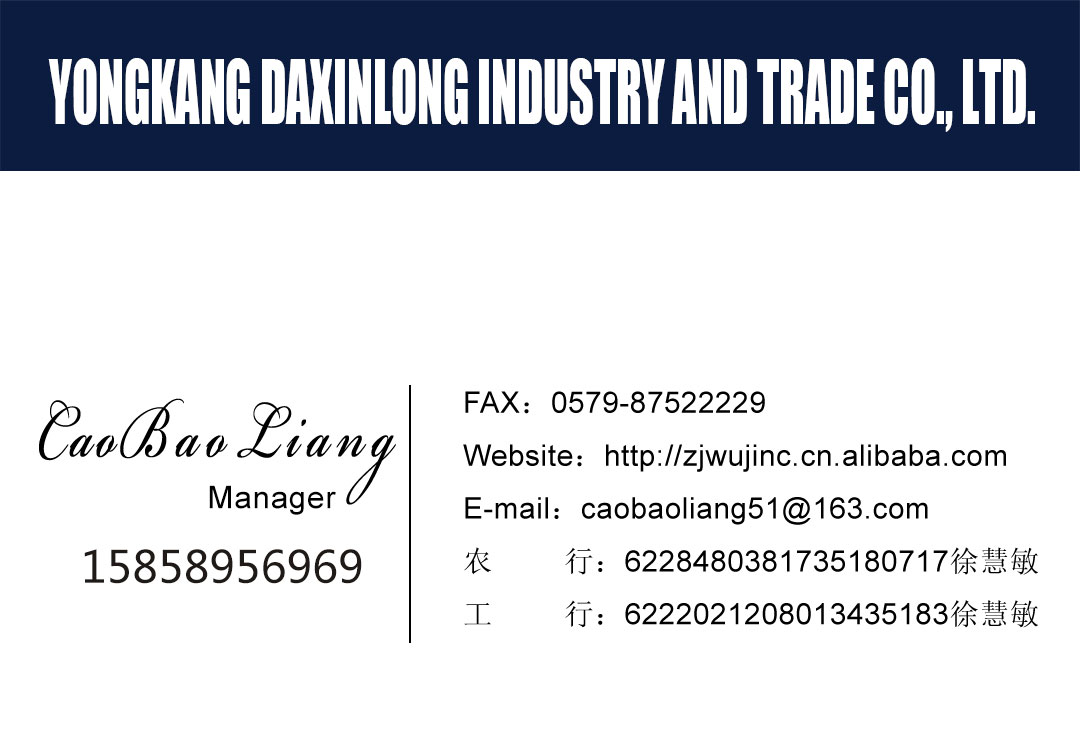 YONGKANG DAXINLONG INDUSTRY AND TRADE CO., LTD.
CaoBao Liang
Manager
15858956969
FAX：0579-87522229
Website：http://zjwujinc.cn.alibaba.com
E-mail：caobaoliang51@163.com
农 行：6228480381735180717徐慧敏
工 行：6222021208013435183徐慧敏